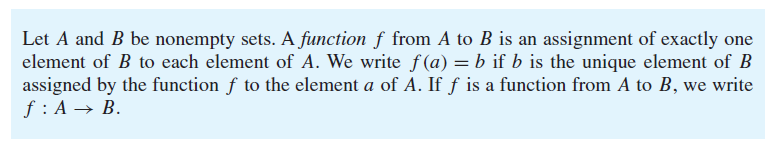 Let A and B be nonempty sets. A function f from A to B is an assignment of exactly one
element of B to each element of A. We write f(a) = b if b is the unique element of B
assigned by the function f to the element a of A. If f is a function from A to B, we write
f : A → B.